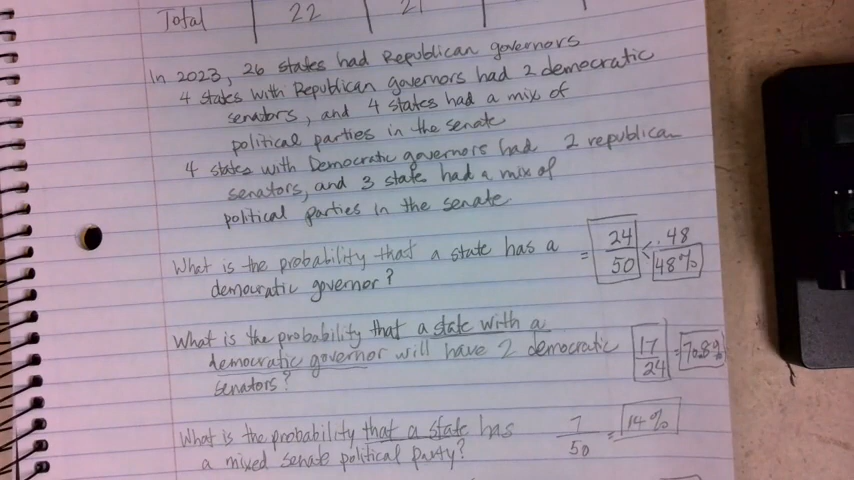 Total 22 21
In 2023, 26 states had Republican governors
4 states with Republican governors had 2 democratic
senators, and 4 states had a mix of
political parties in the senate
4 states with Democratic governors had 2 republican
senators, and 3 state had a mix of
political parties in the senate
What is the probability that a state has a
democratic governor? = 24/50 < .48
48%
What is the probability that a state with a
democratic governor will have 2 democratic 17/24 = 70.8%
senators?
What is the probability that a state has 7/50 = 14%
a mixed senate political party?